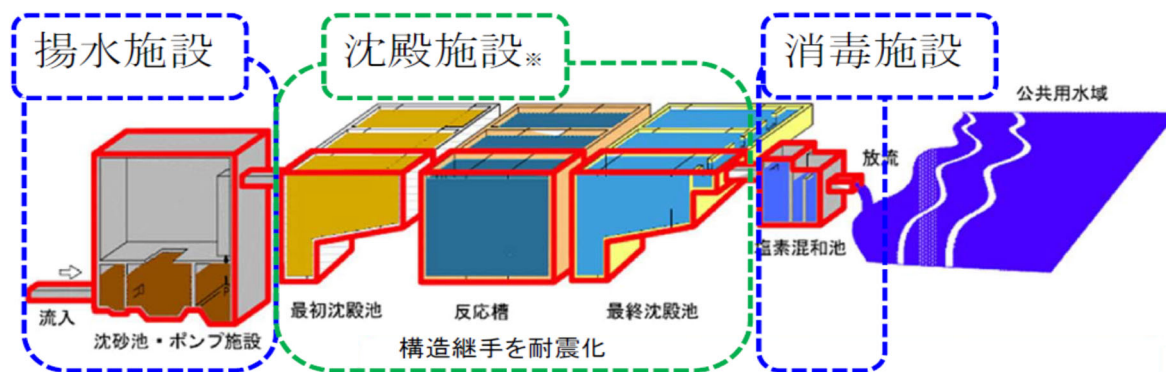 揚水施設
沈殿施設※
消毒施設
公共用水域
放流
塩素混和池
流入
沈砂池・ポンプ施設
最初沈殿池
反応槽
最終沈殿池
構造継手を耐震化